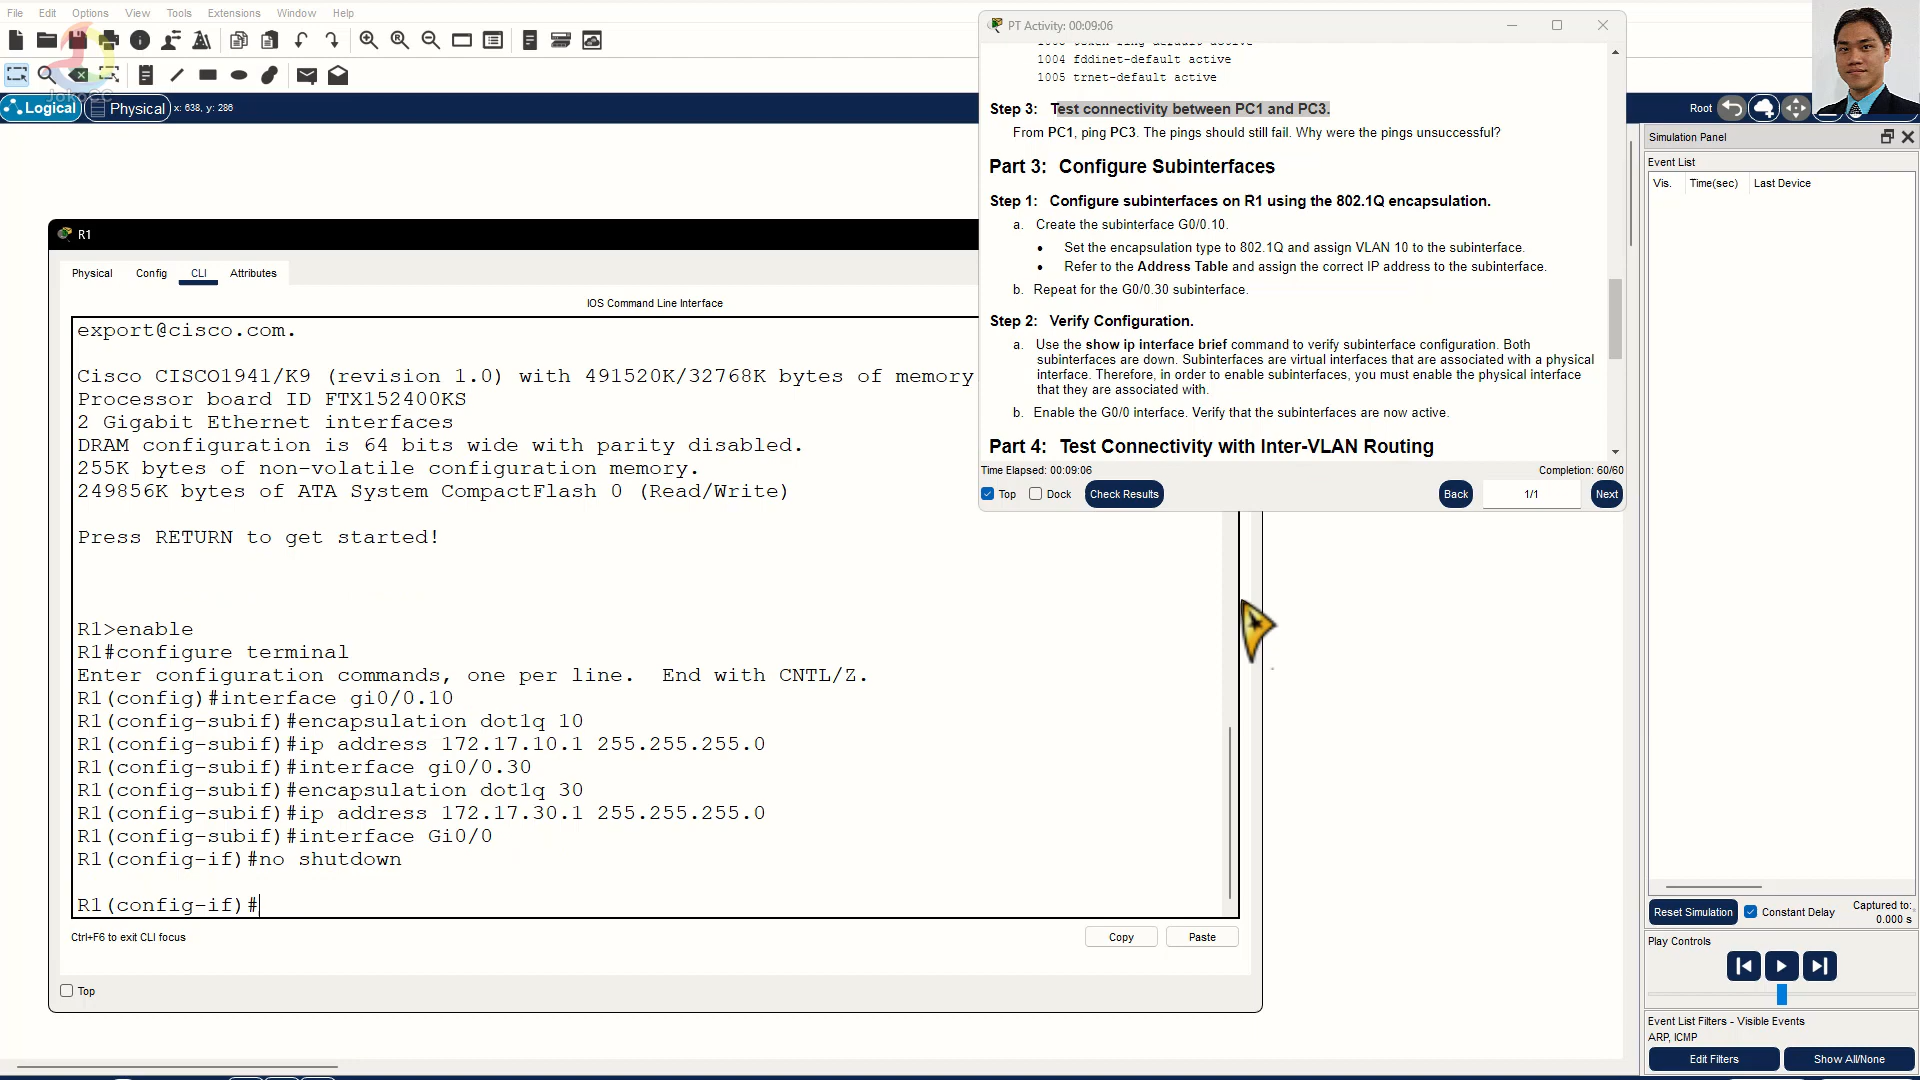 File Edit Options View Tools Extensions Window Help
JokoCC
Logical Physical x: 638, y: 286 Root
PT Activity: 00:09:06
1004 fddinet-default active
1005 trnet-default active
Step 3: Test connectivity between PC1 and PC3.
From PC1, ping PC3. The pings should still fail. Why were the pings unsuccessful?
Part 3: Configure Subinterfaces
Step 1: Configure subinterfaces on R1 using the 802.1Q encapsulation.
a. Create the subinterface G0/0.10.
• Set the encapsulation type to 802.1Q and assign VLAN 10 to the subinterface.
• Refer to the Address Table and assign the correct IP address to the subinterface.
b. Repeat for the G0/0.30 subinterface.
Step 2: Verify Configuration.
a. Use the show ip interface brief command to verify subinterface configuration. Both
subinterfaces are down. Subinterfaces are virtual interfaces that are associated with a physical
interface. Therefore, in order to enable subinterfaces, you must enable the physical interface
that they are associated with.
b. Enable the G0/0 interface. Verify that the subinterfaces are now active.
Part 4: Test Connectivity with Inter-VLAN Routing
Time Elapsed: 00:09:06 Completion: 60/60
Top Dock Check Results Back 1/1 Next
R1
Physical Config CLI Attributes
IOS Command Line Interface
export@cisco.com.
Cisco CISCO1941/K9 (revision 1.0) with 491520K/32768K bytes of memory
Processor board ID FTX152400KS
2 Gigabit Ethernet interfaces
DRAM configuration is 64 bits wide with parity disabled.
255K bytes of non-volatile configuration memory.
249856K bytes of ATA System CompactFlash 0 (Read/Write)
Press RETURN to get started!
R1>enable
R1#configure terminal
Enter configuration commands, one per line.  End with CNTL/Z.
R1(config)#interface gi0/0.10
R1(config-subif)#encapsulation dot1q 10
R1(config-subif)#ip address 172.17.10.1 255.255.255.0
R1(config-subif)#interface gi0/0.30
R1(config-subif)#encapsulation dot1q 30
R1(config-subif)#ip address 172.17.30.1 255.255.255.0
R1(config-subif)#interface Gi0/0
R1(config-if)#no shutdown
R1(config-if)#
Ctrl+F6 to exit CLI focus Copy Paste
Top
Simulation Panel
Event List
Vis. Time(sec) Last Device
Reset Simulation Constant Delay Captured to:
0.000 s
Play Controls
Event List Filters - Visible Events
ARP, ICMP
Edit Filters Show All/None